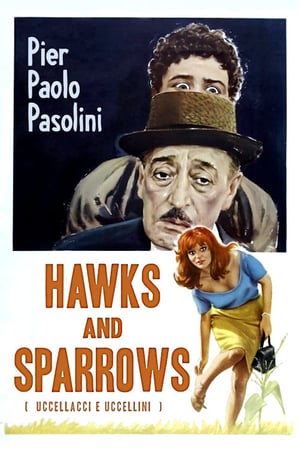 Pier
Paolo
Pasolini
HAWKS
AND
SPARROWS
( UCCELLACCI E UCCELLINI )